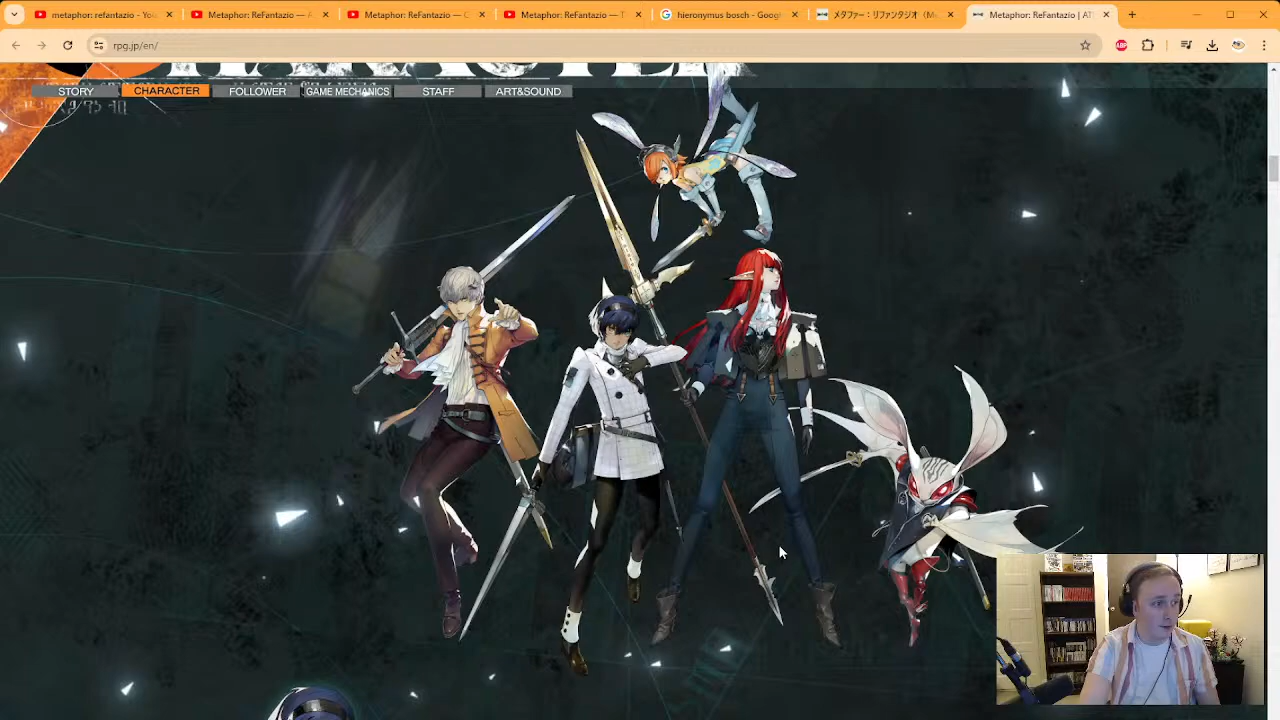 metaphor: refantazio - You
Metaphor: ReFantazio — A
Metaphor: ReFantazio — C
Metaphor: ReFantazio — T
hieronymus bosch - Goog
メタファー：リファンタジオ（M
Metaphor: ReFantazio | AT
rpg.jp/en/
ABP
STORY
CHARACTER
FOLLOWER
GAME MECHANICS
STAFF
ART&SOUND